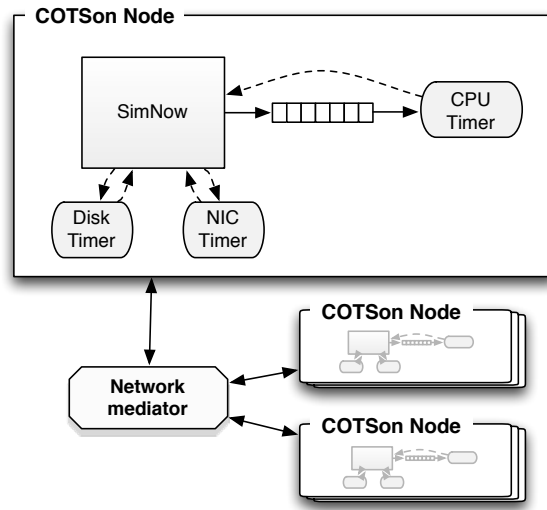 COTSon Node
SimNow
CPU
Timer
Disk
Timer
NIC
Timer
COTSon Node
Network
mediator
COTSon Node